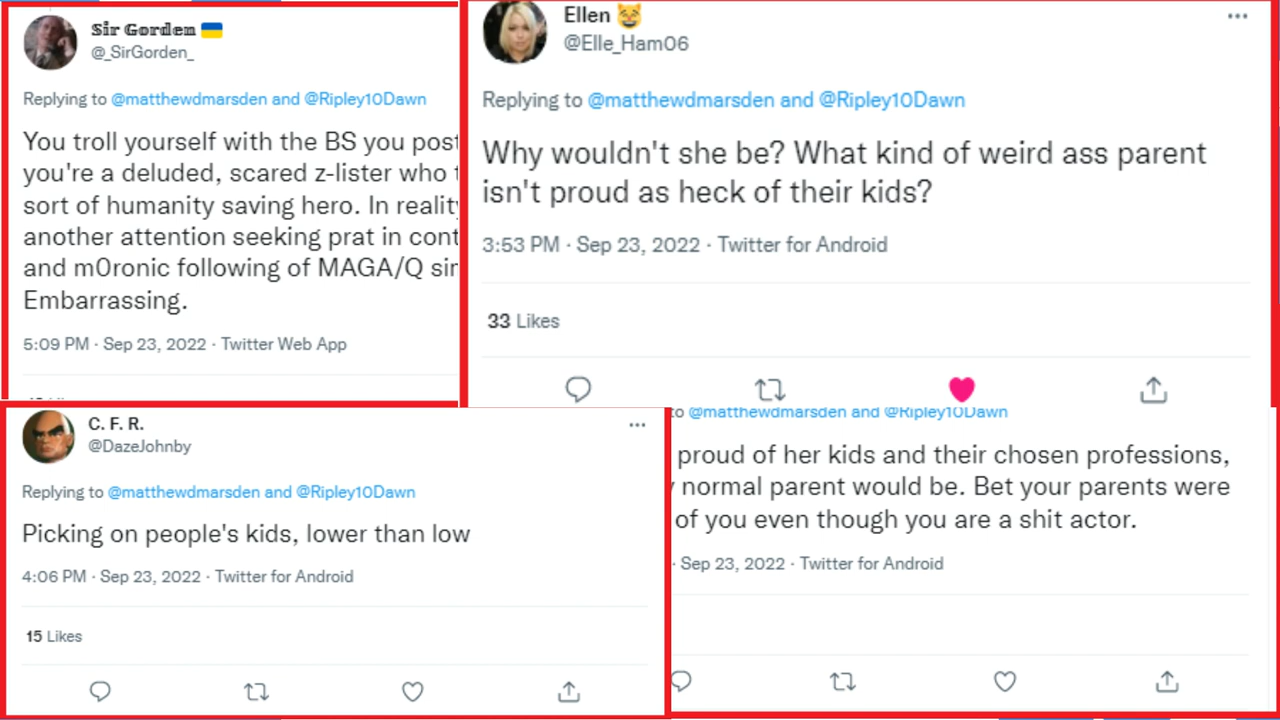 Sir Gorden
@_SirGorden_
Replying to @matthewdmarsden and @Ripley10Dawn
You troll yourself with the BS you post
you're a deluded, scared z-lister who
sort of humanity saving hero. In reality
another attention seeking prat in
and m0ronic following of MAGA/Q
Embarrassing.
5:09 PM · Sep 23, 2022 · Twitter Web App
Ellen
@Elle_Ham06
Replying to @matthewdmarsden and @Ripley10Dawn
Why wouldn't she be? What kind of weird ass parent
isn't proud as heck of their kids?
3:53 PM · Sep 23, 2022 · Twitter for Android
33 Likes
C. F. R.
@DazeJohnby
Replying to @matthewdmarsden and @Ripley10Dawn
Picking on people's kids, lower than low
4:06 PM · Sep 23, 2022 · Twitter for Android
15 Likes
to @matthewdmarsden and @Ripley10Dawn
proud of her kids and their chosen professions,
normal parent would be. Bet your parents were
of you even though you are a shit actor.
· Sep 23, 2022 · Twitter for Android